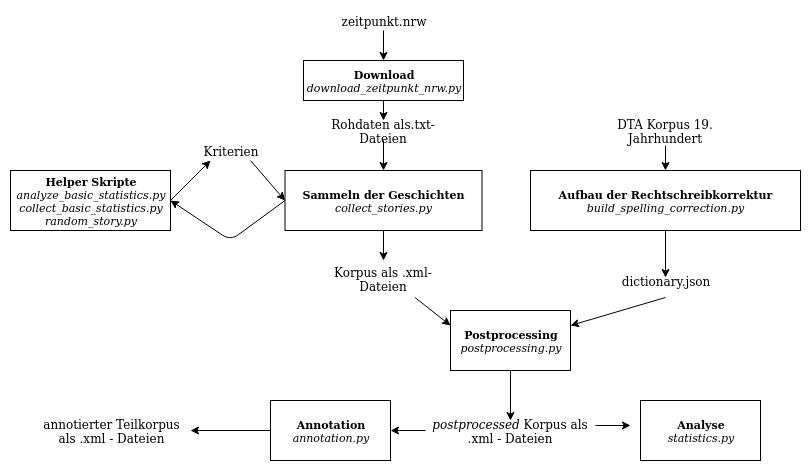 zeitpunkt.nrw
Download
download_zeitpunkt_nrw.py
Rohdaten als.txt-
Dateien
DTA Korpus 19.
Jahrhundert
Kriterien
Helper Skripte
analyze_basic_statistics.py
collect_basic_statistics.py
random_story.py
Sammeln der Geschichten
collect_stories.py
Aufbau der Rechtschreibkorrektur
build_spelling_correction.py
Korpus als .xml-
Dateien
dictionary.json
Postprocessing
postprocessing.py
annotierter Teilkorpus
als .xml - Dateien
Annotation
annotation.py
postprocessed Korpus als
.xml - Dateien
Analyse
statistics.py